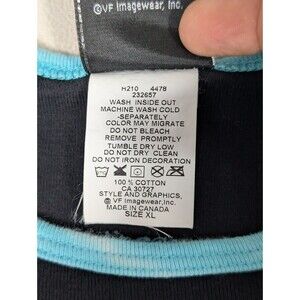 ©VF Imagewear, Inc.
H210 4478
232657
WASH INSIDE OUT
MACHINE WASH COLD
-SEPARATELY
COLOR MAY MIGRATE
DO NOT BLEACH
REMOVE PROMPTLY
TUMBLE DRY LOW
DO NOT DRY CLEAN
DO NOT IRON DECORATION
100 % COTTON
CA 30727
STYLE AND GRAPHICS,
©VF Imagewear,Inc.
MADE IN CANADA
SIZE XL